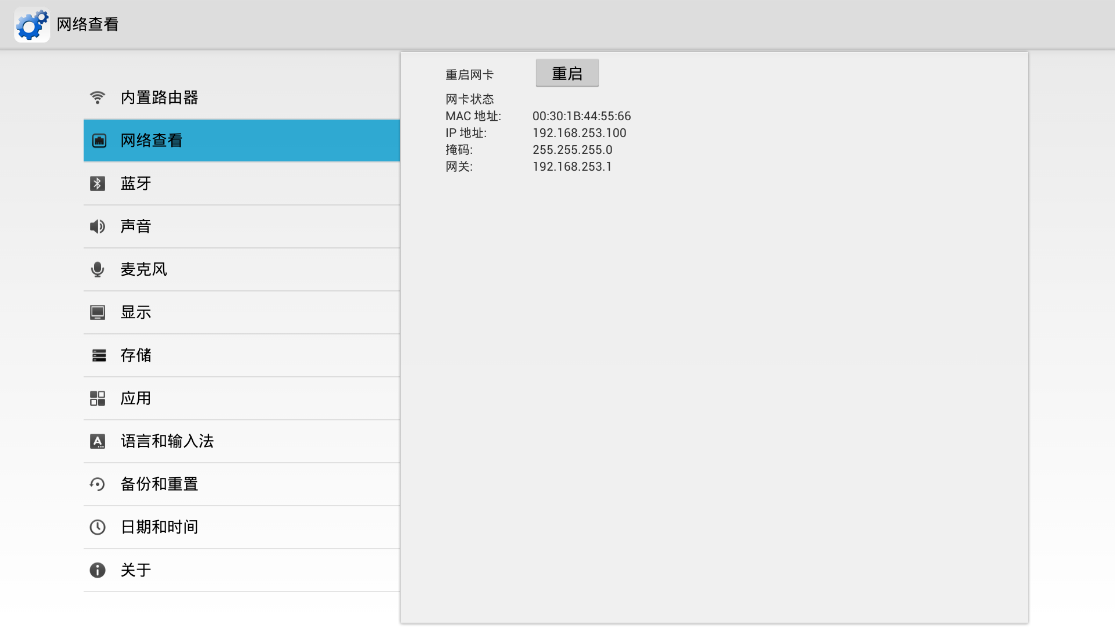 网络查看
内置路由器
网络查看
蓝牙
声音
麦克风
显示
存储
应用
语言和输入法
备份和重置
日期和时间
关于
重启网卡 重启
网卡状态
MAC 地址: 00:30:1B:44:55:66
IP 地址: 192.168.253.100
掩码: 255.255.255.0
网关: 192.168.253.1